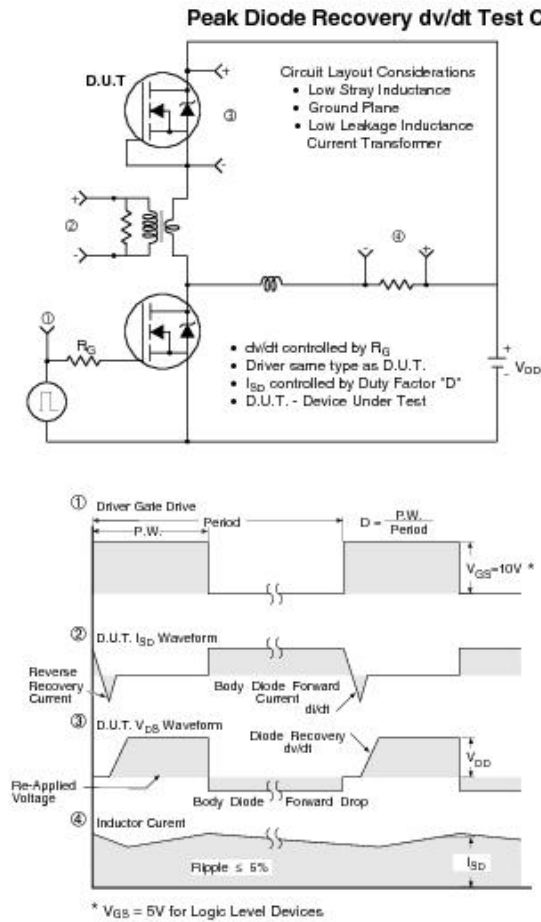 Peak Diode Recovery dv/dt Test C
D.U.T
+
③
-
Circuit Layout Considerations
• Low Stray Inductance
• Ground Plane
• Low Leakage Inductance
Current Transformer
+
②
-
④
-
+
①
RG
• dv/dt controlled by RG
• Driver same type as D.U.T.
• ISD controlled by Duty Factor "D"
• D.U.T. - Device Under Test
+
-
VDD
① Driver Gate Drive
P.W.
Period
D = P.W.
Period
VGS=10V *
② D.U.T. ISD Waveform
Reverse
Recovery
Current
Body Diode Forward
Current
di/dt
③ D.U.T. VDS Waveform
Diode Recovery
dv/dt
VDD
Re-Applied
Voltage
Body Diode Forward Drop
④ Inductor Curent
Ripple ≤ 5%
ISD
* VGS = 5V for Logic Level Devices